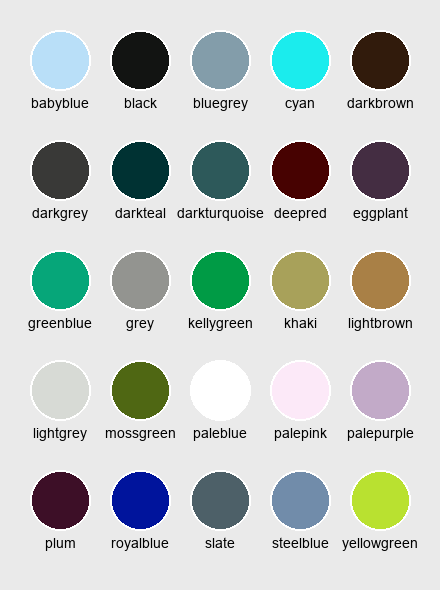 babyblue black bluegrey cyan darkbrown
darkgrey darkteal darkturquoise deepred eggplant
greenblue grey kellygreen khaki lightbrown
lightgrey mossgreen paleblue palepink palepurple
plum royalblue slate steelblue yellowgreen